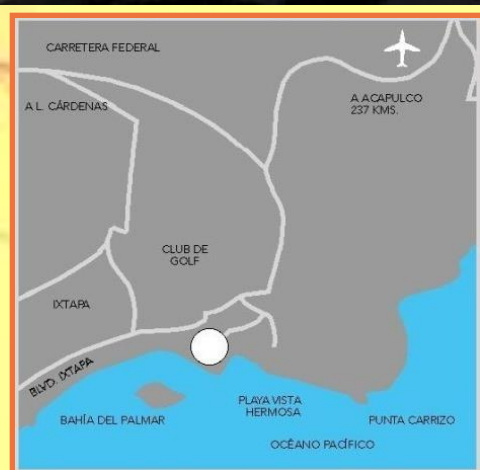 CARRETERA FEDERAL
A L. CÁRDENAS
A ACAPULCO
237 KMS.
CLUB DE
GOLF
IXTAPA
BLVD. IXTAPA
BAHÍA DEL PALMAR
PLAYA VISTA
HERMOSA
PUNTA CARRIZO
OCÉANO PACÍFICO